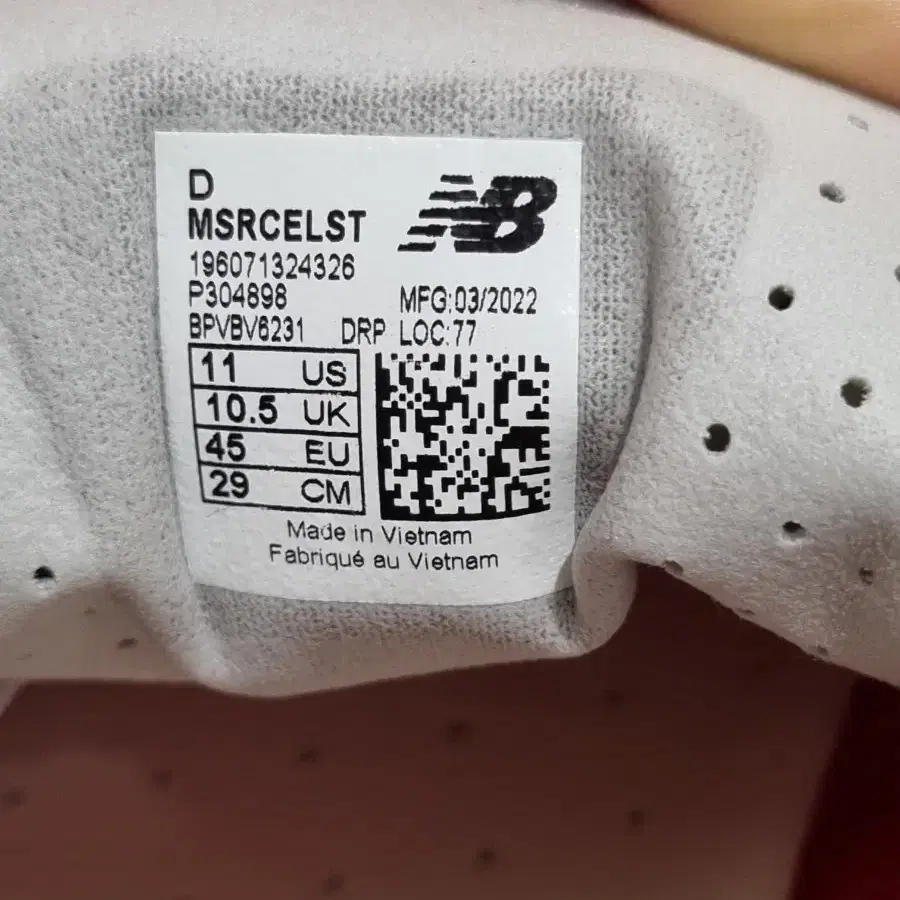 D
MSRCELST
NB
196071324326
P304898 MFG:03/2022
BPVBV6231 DRP LOC:77
11 US
10.5 UK
45 EU
29 CM
Made in Vietnam
Fabriqué au Vietnam